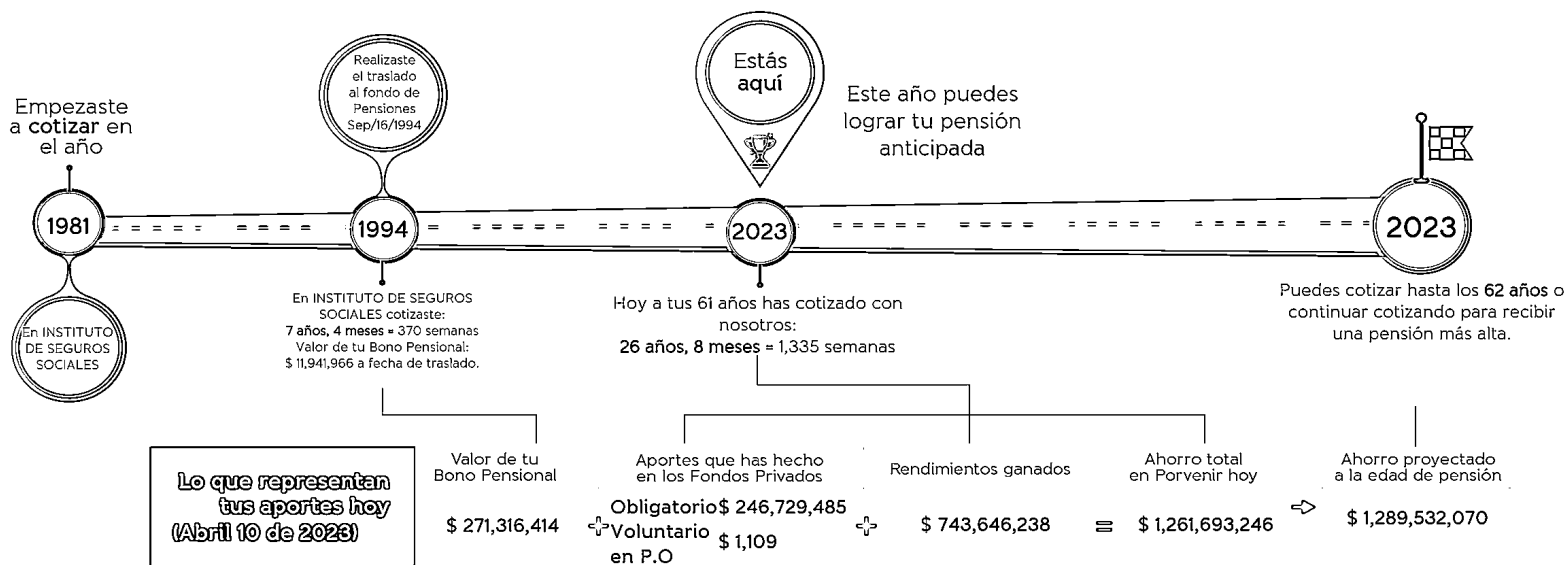 Empezaste
a cotizar en
el año
1981
En INSTITUTO
DE SEGUROS
SOCIALES
Realizaste
el traslado
al fondo de
Pensiones
Sep/16/1994
1994
En INSTITUTO DE SEGUROS
SOCIALES cotizaste:
7 años, 4 meses = 370 semanas
Valor de tu Bono Pensional:
$ 11,941,966 a fecha de traslado.
Estás
aquí
Este año puedes
lograr tu pensión
anticipada
2023
Hoy a tus 61 años has cotizado con
nosotros:
26 años, 8 meses = 1,335 semanas
2023
Puedes cotizar hasta los 62 años o
continuar cotizando para recibir
una pensión más alta.
Lo que representan
tus aportes hoy
(Abril 10 de 2023)
Valor de tu
Bono Pensional
$ 271,316,414
+
Aportes que has hecho
en los Fondos Privados
Obligatorio $ 246,729,485
Voluntario
en P.O $ 1,109
+
Rendimientos ganados
$ 743,646,238
=
Ahorro total
en Porvenir hoy
$ 1,261,693,246
Ahorro proyectado
a la edad de pensión
$ 1,289,532,070